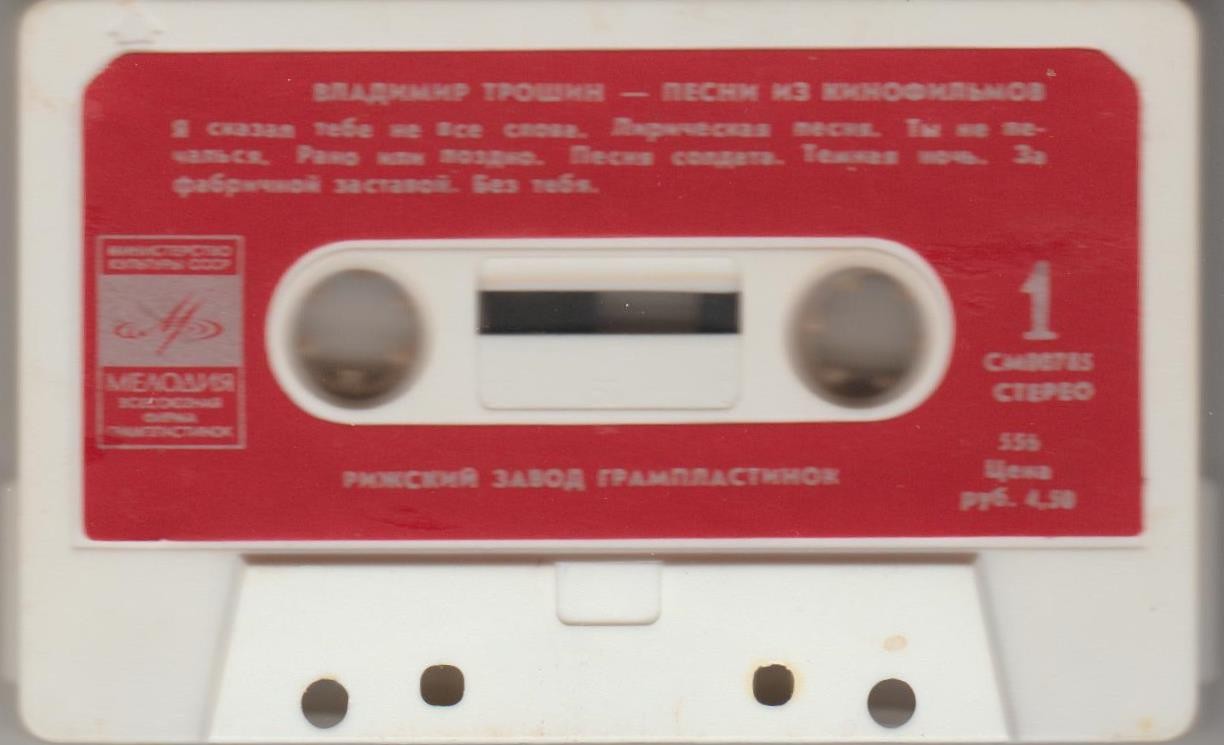 ВЛАДИМИР ТРОШИН — ПЕСНИ ИЗ КИНОФИЛЬМОВ
Я сказал тебе не все слова. Лирическая песня. Ты не пе-
чалься. Рано или поздно. Песня солдата. Темная ночь. За
фабричной заставой. Без тебя.
МИНИСТЕРСТВО
КУЛЬТУРЫ СССР
М
МЕЛОДИЯ
ВСЕСОЮЗНАЯ
ФИРМА
ГРАМПЛАСТИНОК
1
СМ00785
СТЕРЕО
РИЖСКИЙ ЗАВОД ГРАМПЛАСТИНОК
556
Цена
руб. 4,50